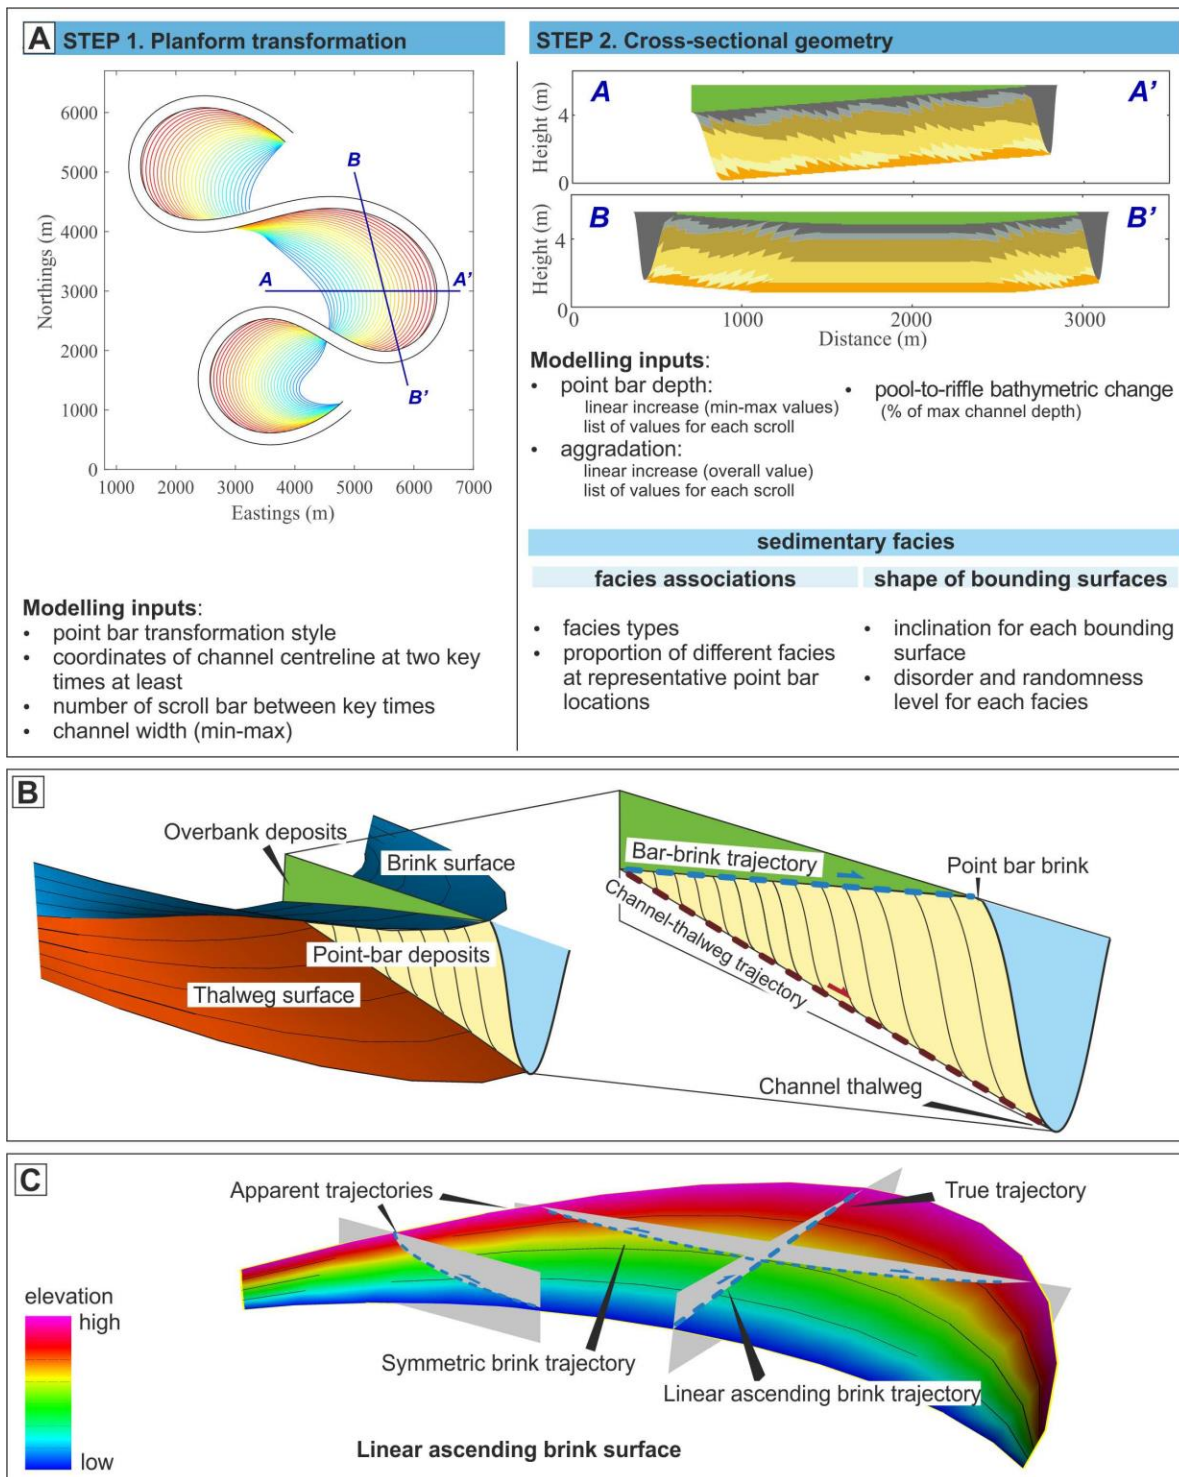 A
STEP 1. Planform transformation
6000
5000
4000
3000
2000
1000
0
Northings (m)
1000 2000 3000 4000 5000 6000 7000
Eastings (m)
B
A A'
B'
Modelling inputs:
• point bar transformation style
• coordinates of channel centreline at two key
times at least
• number of scroll bar between key times
• channel width (min-max)
STEP 2. Cross-sectional geometry
A A'
Height (m)
4
0
B B'
Height (m)
4
0
0 1000 2000 3000
Distance (m)
Modelling inputs:
• point bar depth:
linear increase (min-max values)
list of values for each scroll
• aggradation:
linear increase (overall value)
list of values for each scroll
• pool-to-riffle bathymetric change
(% of max channel depth)
sedimentary facies
facies associations
• facies types
• proportion of different facies
at representative point bar
locations
shape of bounding surfaces
• inclination for each bounding
surface
• disorder and randomness
level for each facies
B
Overbank deposits
Brink surface
Point-bar deposits
Thalweg surface
Bar-brink trajectory
Point bar brink
Channel-thalweg trajectory
Channel thalweg
C
Apparent trajectories
True trajectory
elevation
high
low
Symmetric brink trajectory
Linear ascending brink trajectory
Linear ascending brink surface